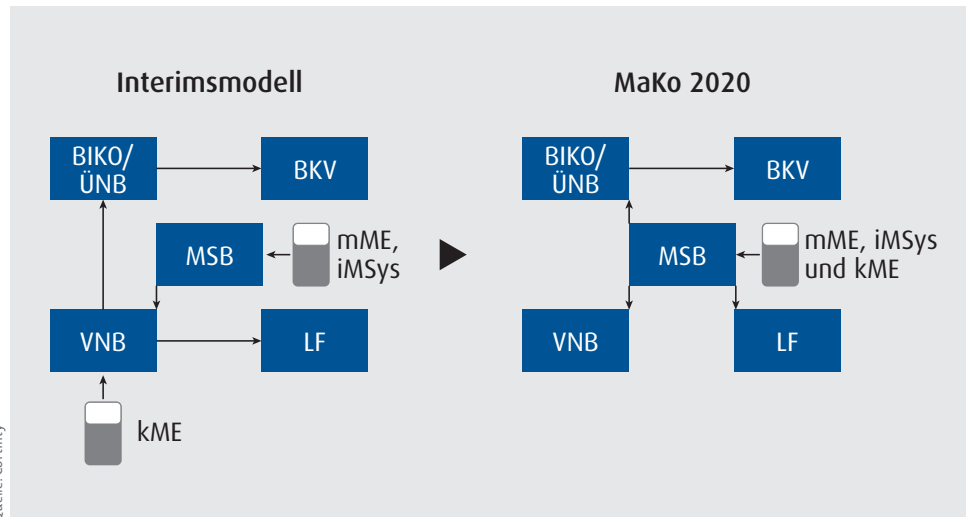 Interimsmodell
BIKO/
ÜNB
BKV
MSB
mME,
iMSys
VNB
LF
kME
MaKo 2020
BIKO/
ÜNB
BKV
MSB
mME, iMSys
und kME
VNB
LF